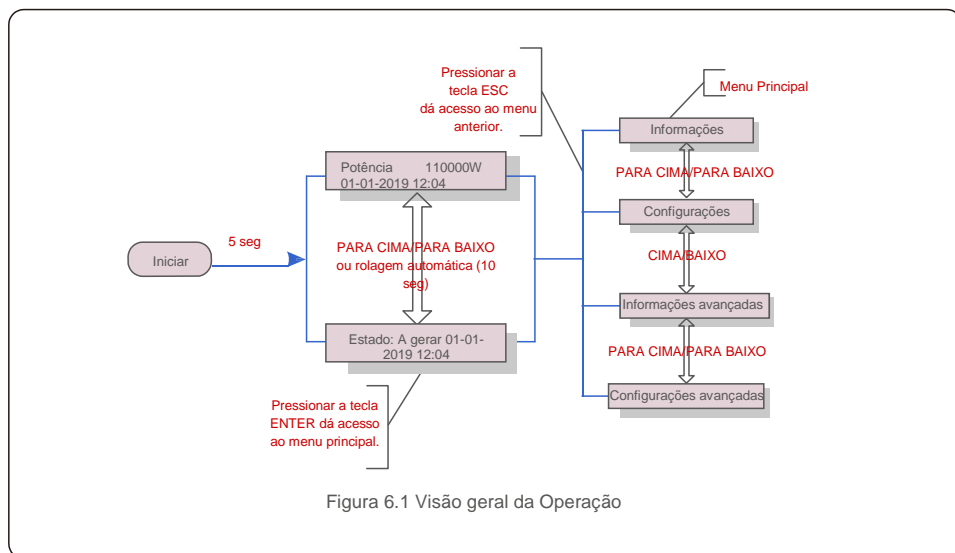 Pressionar a
tecla ESC
dá acesso ao menu
anterior.
Menu Principal
Informações
PARA CIMA/PARA BAIXO
Configurações
CIMA/BAIXO
Informações avançadas
PARA CIMA/PARA BAIXO
Configurações avançadas
Potência 110000W
01-01-2019 12:04
5 seg
Iniciar
PARA CIMA/PARA BAIXO
ou rolagem automática (10
seg)
Estado: A gerar 01-01-
2019 12:04
Pressionar a tecla
ENTER dá acesso
ao menu principal.
Figura 6.1 Visão geral da Operação